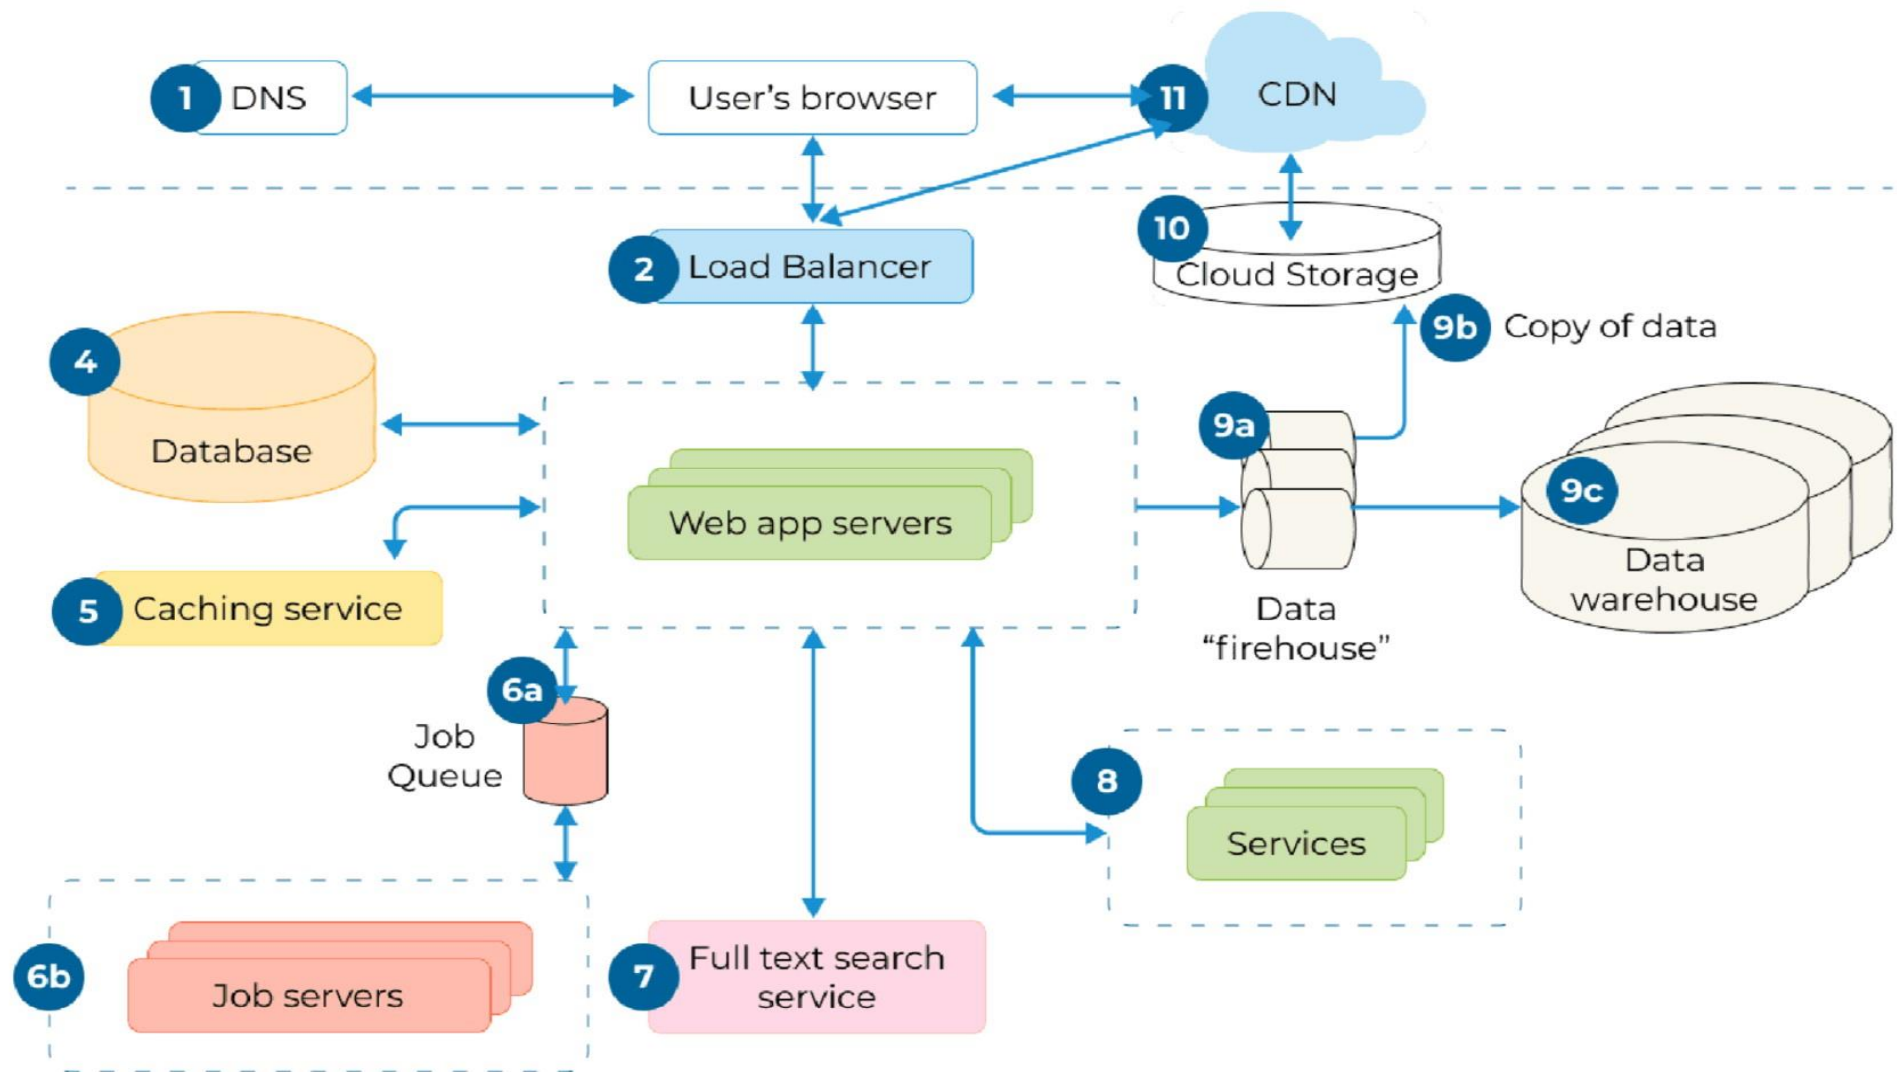 1 DNS
User's browser
11 CDN
2 Load Balancer
10 Cloud Storage
9b Copy of data
4 Database
Web app servers
9a
Data
“firehouse”
9c
Data
warehouse
5 Caching service
6a
Job
Queue
8
Services
6b
Job servers
7
Full text search
service